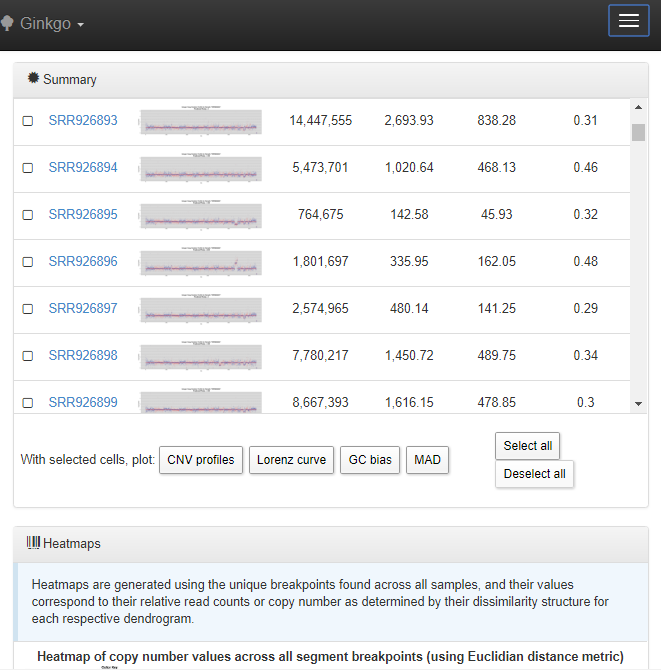 Ginkgo
Summary
SRR926893 14,447,555 2,693.93 838.28 0.31
SRR926894 5,473,701 1,020.64 468.13 0.46
SRR926895 764,675 142.58 45.93 0.32
SRR926896 1,801,697 335.95 162.05 0.48
SRR926897 2,574,965 480.14 141.25 0.29
SRR926898 7,780,217 1,450.72 489.75 0.34
SRR926899 8,667,393 1,616.15 478.85 0.3
With selected cells, plot: CNV profiles Lorenz curve GC bias MAD
Select all
Deselect all
Heatmaps
Heatmaps are generated using the unique breakpoints found across all samples, and their values
correspond to their relative read counts or copy number as determined by their dissimilarity structure for
each respective dendrogram.
Heatmap of copy number values across all segment breakpoints (using Euclidian distance metric)
Color Key